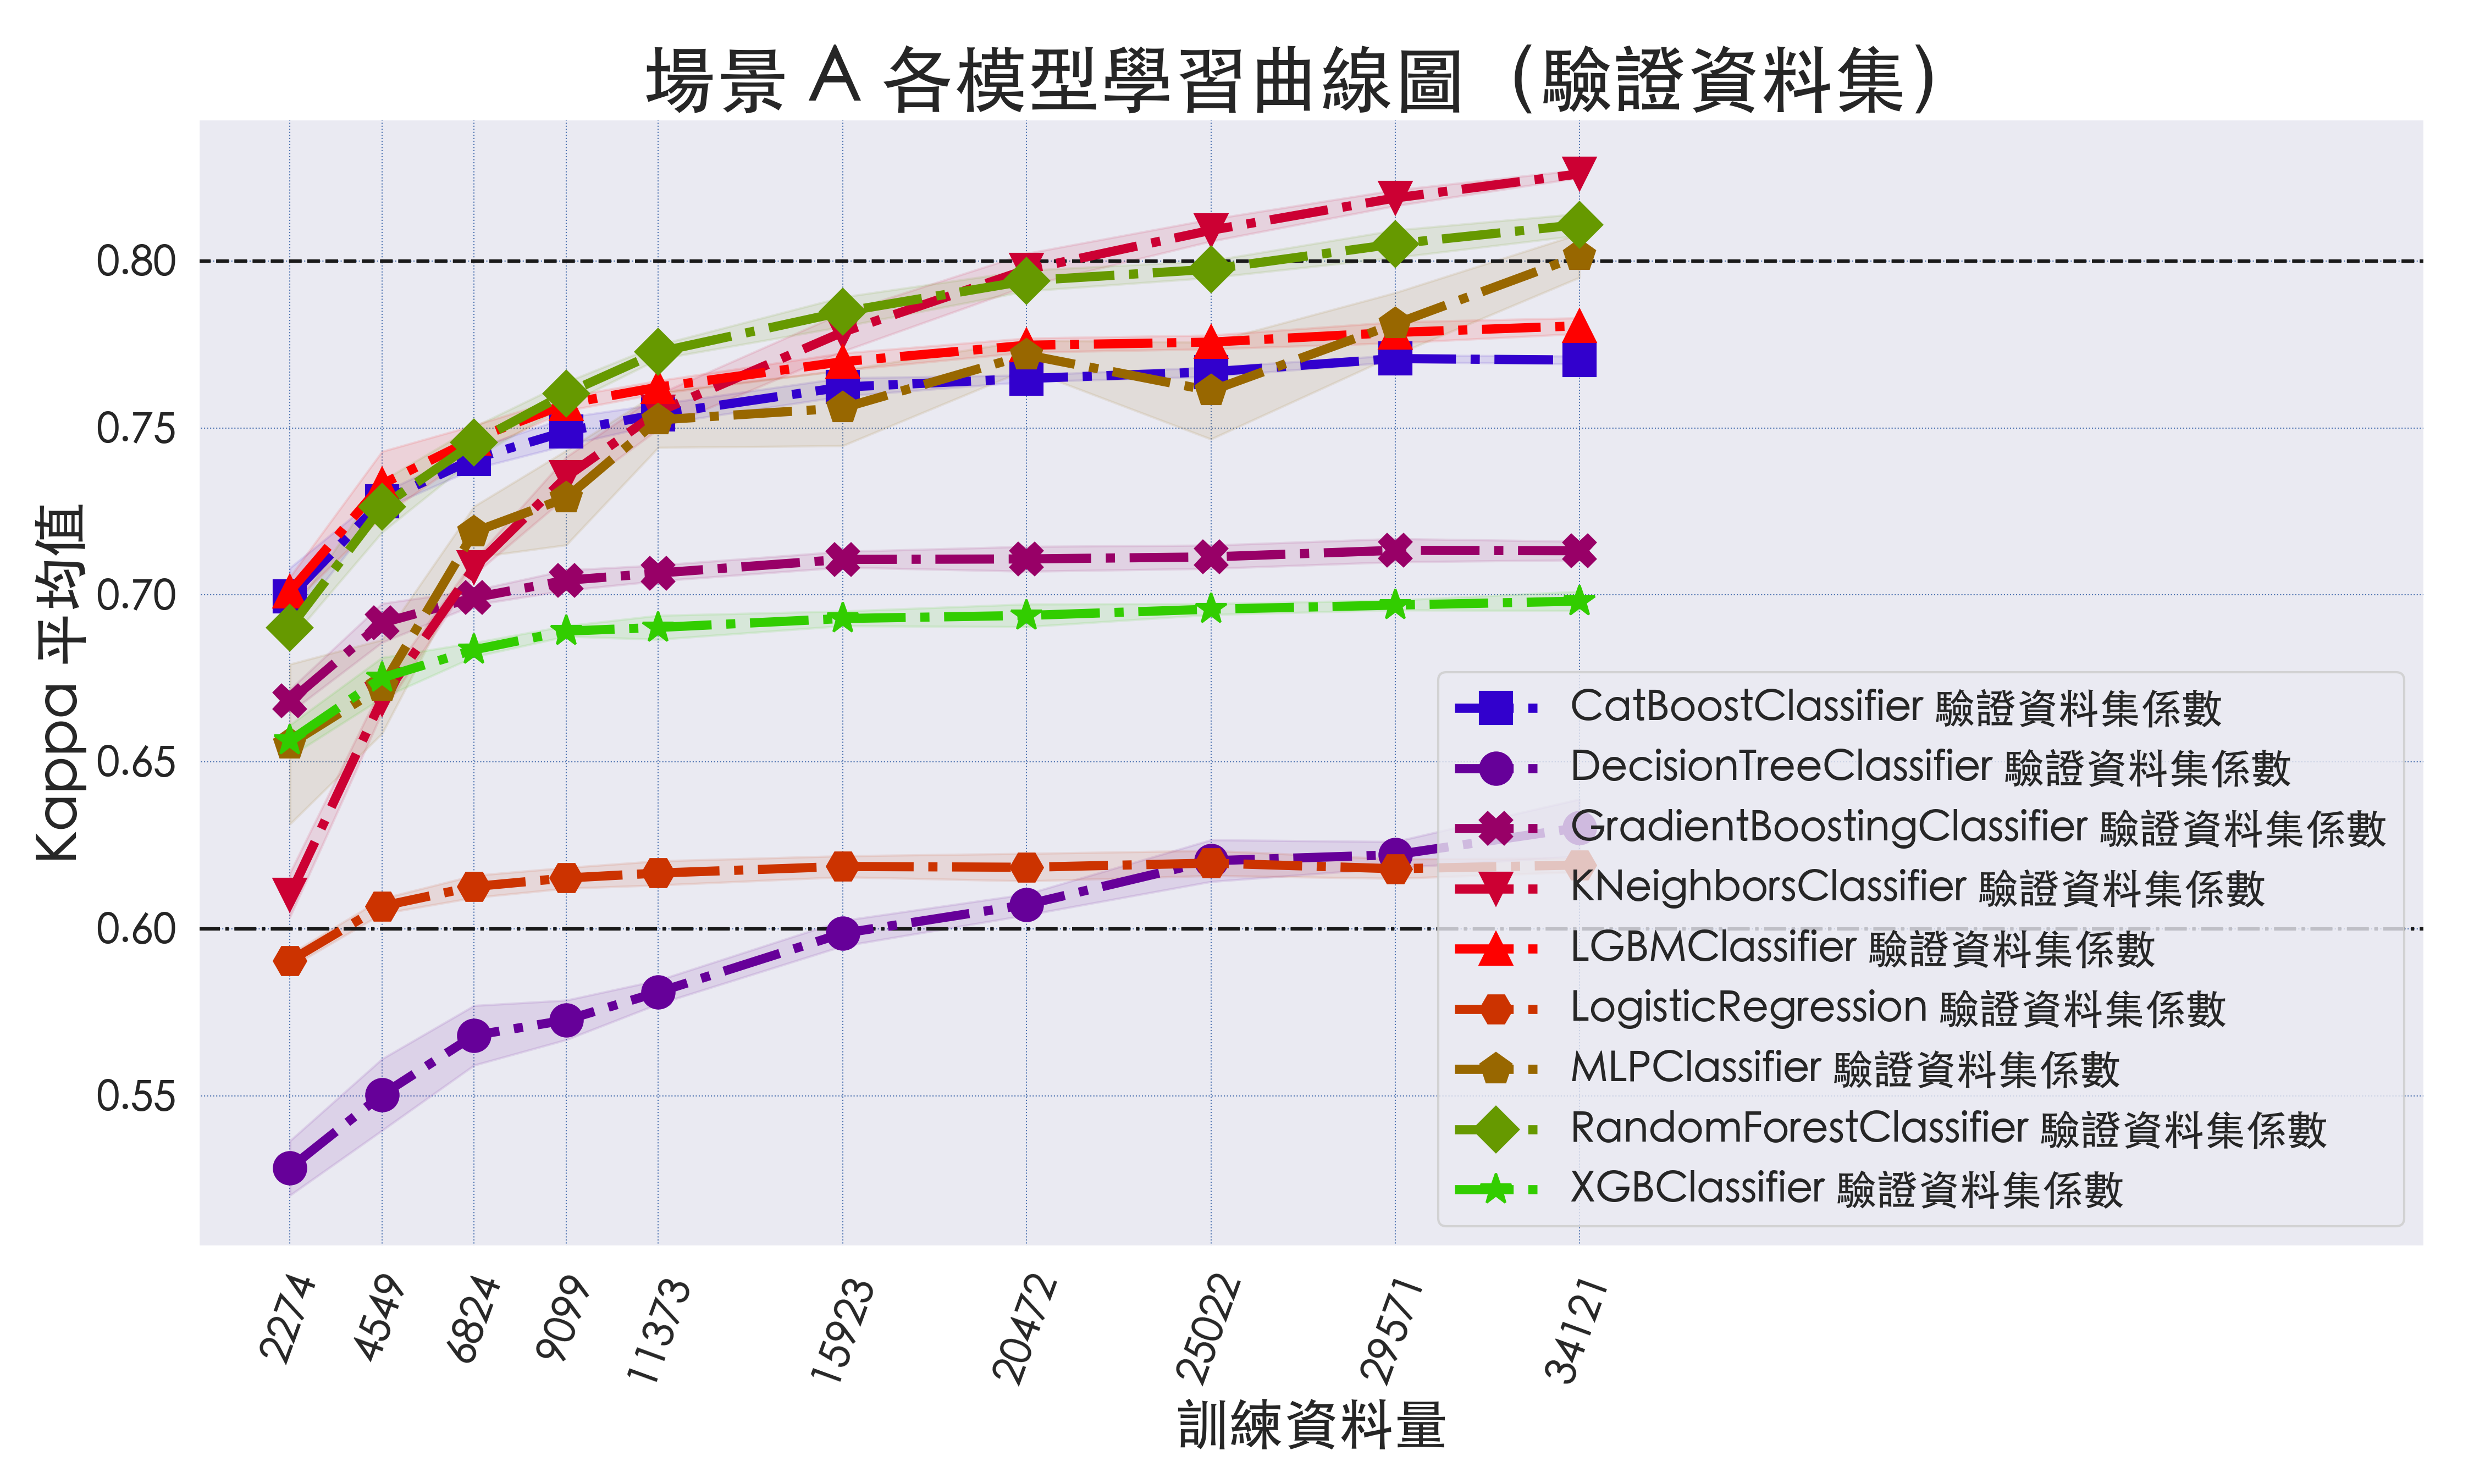 場景 A 各模型學習曲線圖（驗證資料集）
Kappa 平均值
0.80
0.75
0.70
0.65
0.60
0.55
CatBoostClassifier 驗證資料集係數
DecisionTreeClassifier 驗證資料集係數
GradientBoostingClassifier 驗證資料集係數
KNeighborsClassifier 驗證資料集係數
LGBMClassifier 驗證資料集係數
LogisticRegression 驗證資料集係數
MLPClassifier 驗證資料集係數
RandomForestClassifier 驗證資料集係數
XGBClassifier 驗證資料集係數
2274
4549
6824
9099
11373
15923
20472
25022
29571
34121
訓練資料量